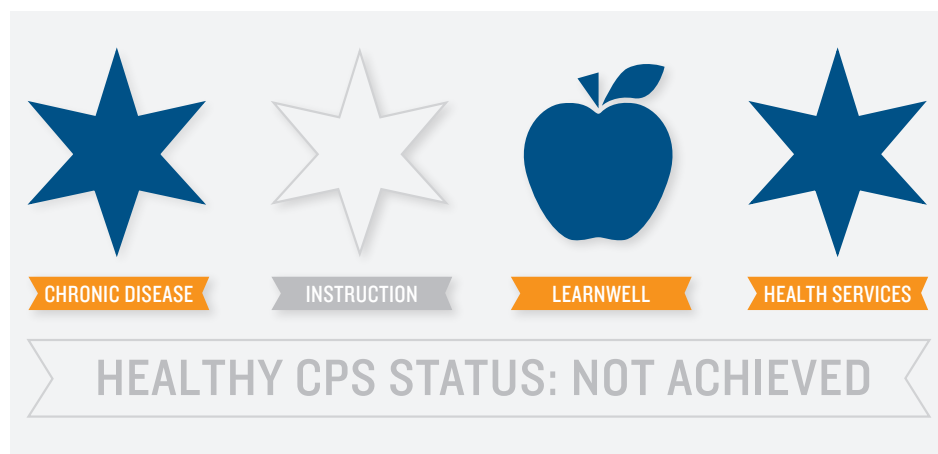 CHRONIC DISEASE
INSTRUCTION
LEARNWELL
HEALTH SERVICES
HEALTHY CPS STATUS: NOT ACHIEVED